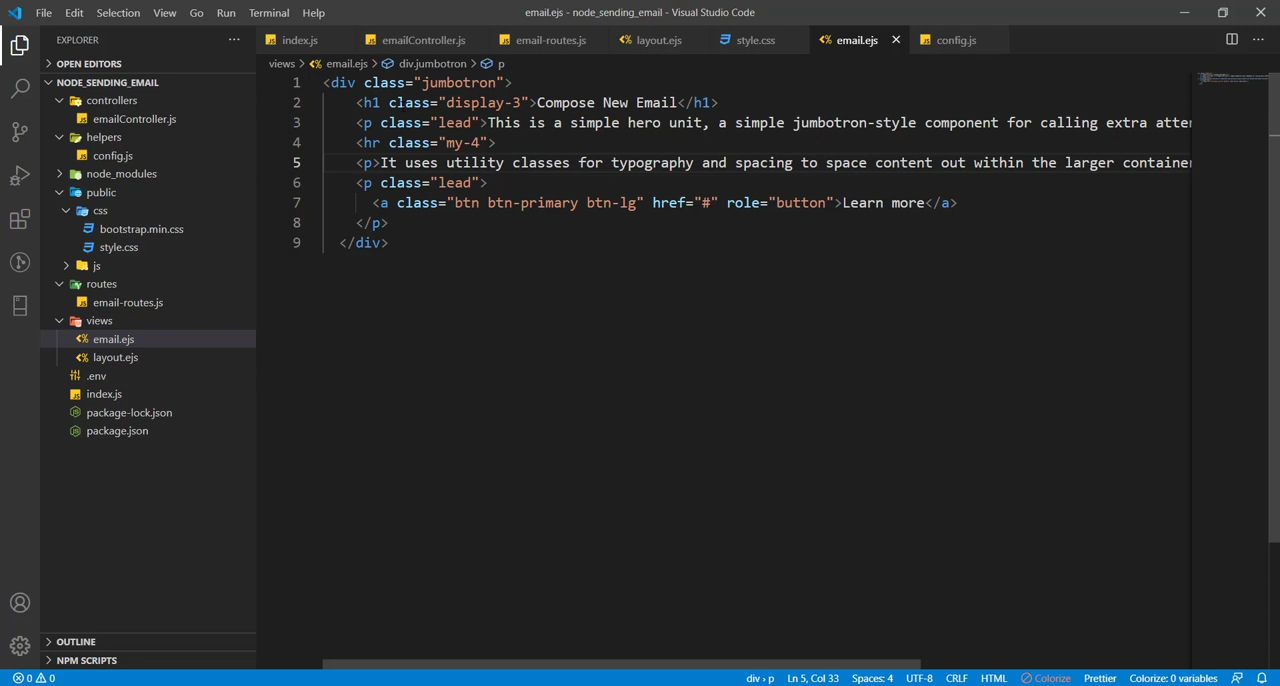 File Edit Selection View Go Run Terminal Help
email.ejs - node_sending_email - Visual Studio Code
EXPLORER
OPEN EDITORS
NODE_SENDING_EMAIL
controllers
emailController.js
helpers
config.js
node_modules
public
css
bootstrap.min.css
style.css
js
routes
email-routes.js
views
email.ejs
layout.ejs
.env
index.js
package-lock.json
package.json
OUTLINE
NPM SCRIPTS
index.js emailController.js email-routes.js layout.ejs style.css email.ejs config.js
views > email.ejs > div.jumbotron > p
1 <div class="jumbotron">
2 <h1 class="display-3">Compose New Email</h1>
3 <p class="lead">This is a simple hero unit, a simple jumbotron-style component for calling extra atter
4 <hr class="my-4">
5 <p>It uses utility classes for typography and spacing to space content out within the larger container
6 <p class="lead">
7 <a class="btn btn-primary btn-lg" href="#" role="button">Learn more</a>
8 </p>
9 </div>
0 0 div › p Ln 5, Col 33 Spaces: 4 UTF-8 CRLF HTML Colorize Prettier Colorize: 0 variables